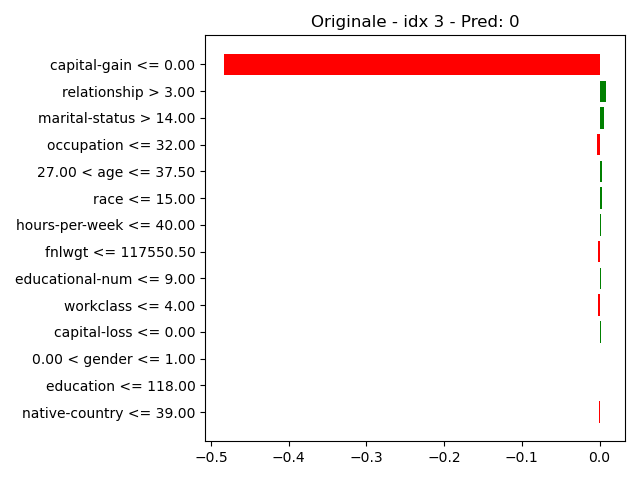 Originale - idx 3 - Pred: 0
capital-gain <= 0.00
relationship > 3.00
marital-status > 14.00
occupation <= 32.00
27.00 < age <= 37.50
race <= 15.00
hours-per-week <= 40.00
fnlwgt <= 117550.50
educational-num <= 9.00
workclass <= 4.00
capital-loss <= 0.00
0.00 < gender <= 1.00
education <= 118.00
native-country <= 39.00
−0.5 −0.4 −0.3 −0.2 −0.1 0.0